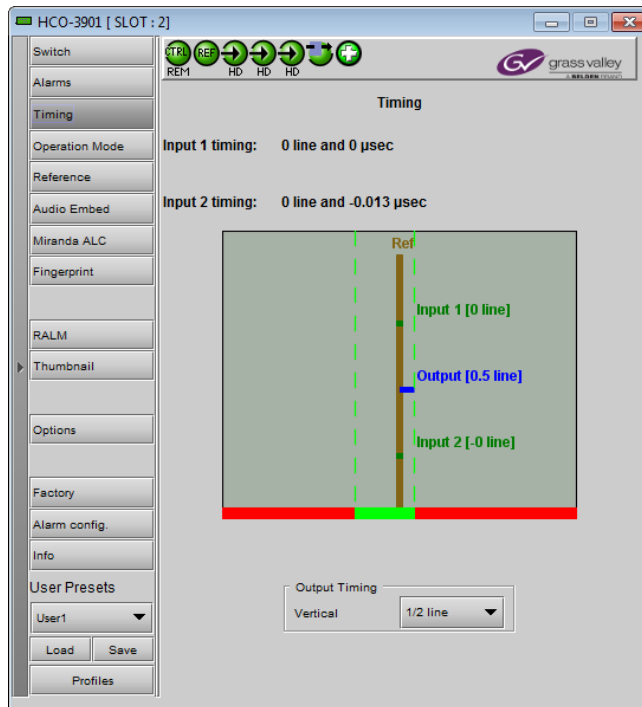 HCO-3901 [ SLOT : 2]
Switch
Alarms
Timing
Operation Mode
Reference
Audio Embed
Miranda ALC
Fingerprint
RALM
Thumbnail
Options
Factory
Alarm config.
Info
User Presets
User1
Load Save
Profiles
CTRL REF
REM HD HD HD
GV grass valley
A BELDEN BRAND
Timing
Input 1 timing: 0 line and 0 µsec
Input 2 timing: 0 line and -0.013 µsec
Ref
Input 1 [0 line]
Output [0.5 line]
Input 2 [-0 line]
Output Timing
Vertical 1/2 line